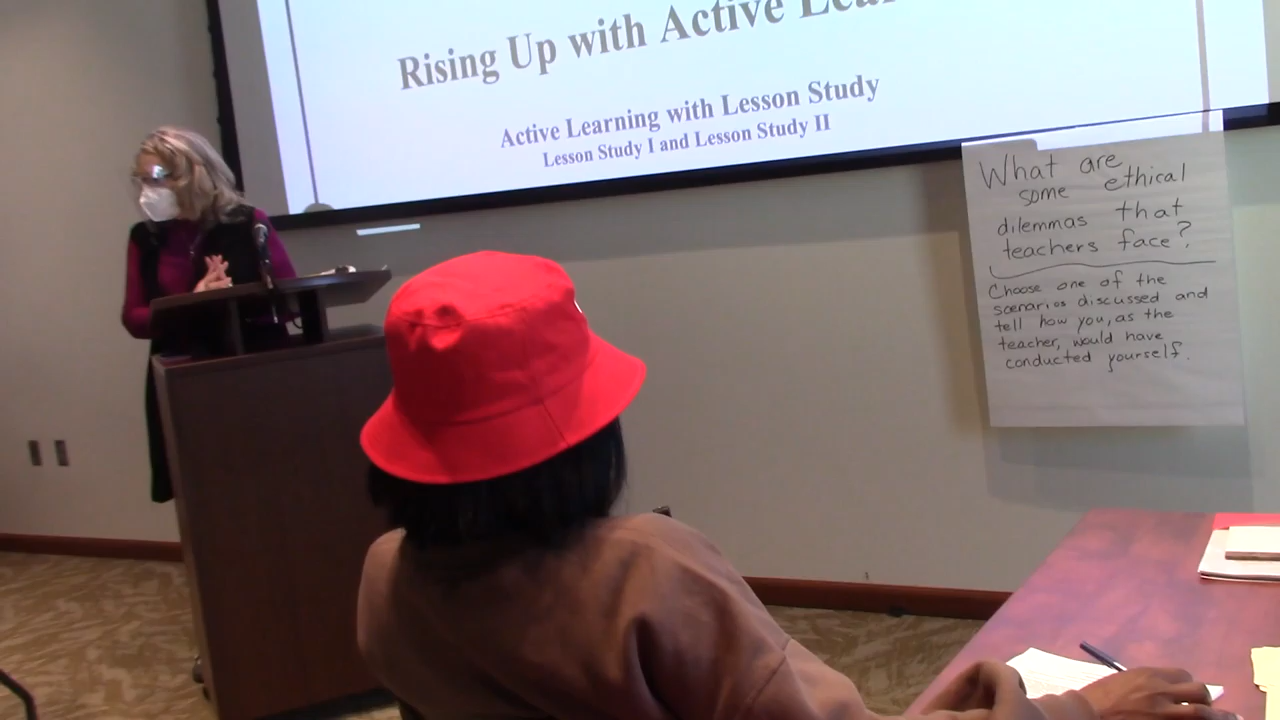 Rising Up with Active
Active Learning with Lesson Study
Lesson Study I and Lesson Study II
What are
some ethical
dilemmas that
teachers face?
Choose one of the
scenarios discussed and
tell how you, as the
teacher, would have
conducted yourself.